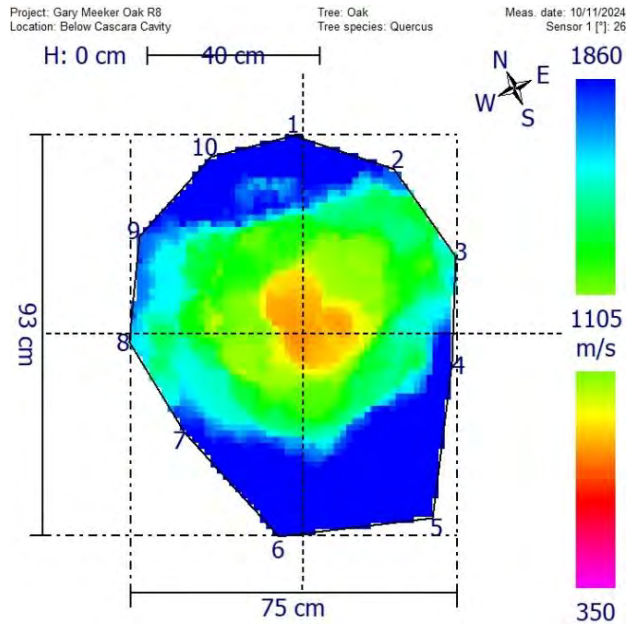 Project: Gary Meeker Oak R8 Tree: Oak Meas. date: 10/11/2024
Location: Below Cascara Cavity Tree species: Quercus Sensor 1 [°]: 26
H: 0 cm 40 cm
N
E
W
S
1860
1
10
2
9
3
93 cm
1105
m/s
8
4
7
5
6
75 cm
350